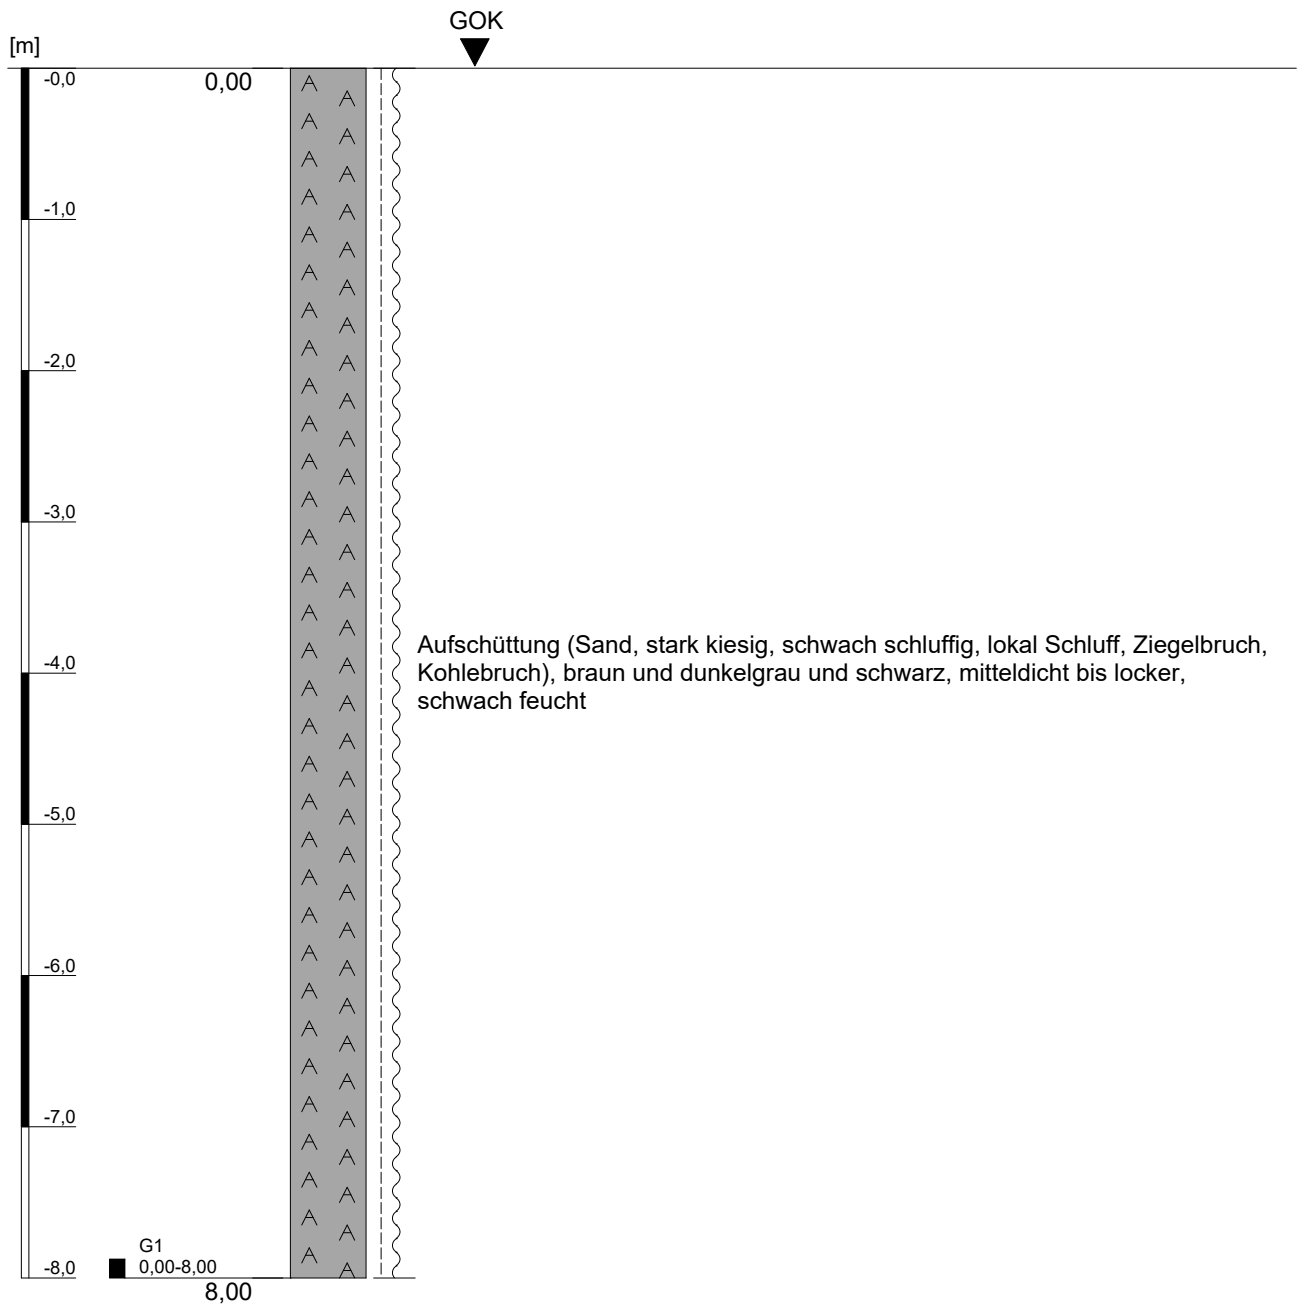 GOK
[m]
-0,0
0,00
-1,0
-2,0
-3,0
Aufschüttung (Sand, stark kiesig, schwach schluffig, lokal Schluff, Ziegelbruch,
Kohlebruch), braun und dunkelgrau und schwarz, mitteldicht bis locker,
schwach feucht
-4,0
-5,0
-6,0
-7,0
G1
0,00-8,00
-8,0
8,00